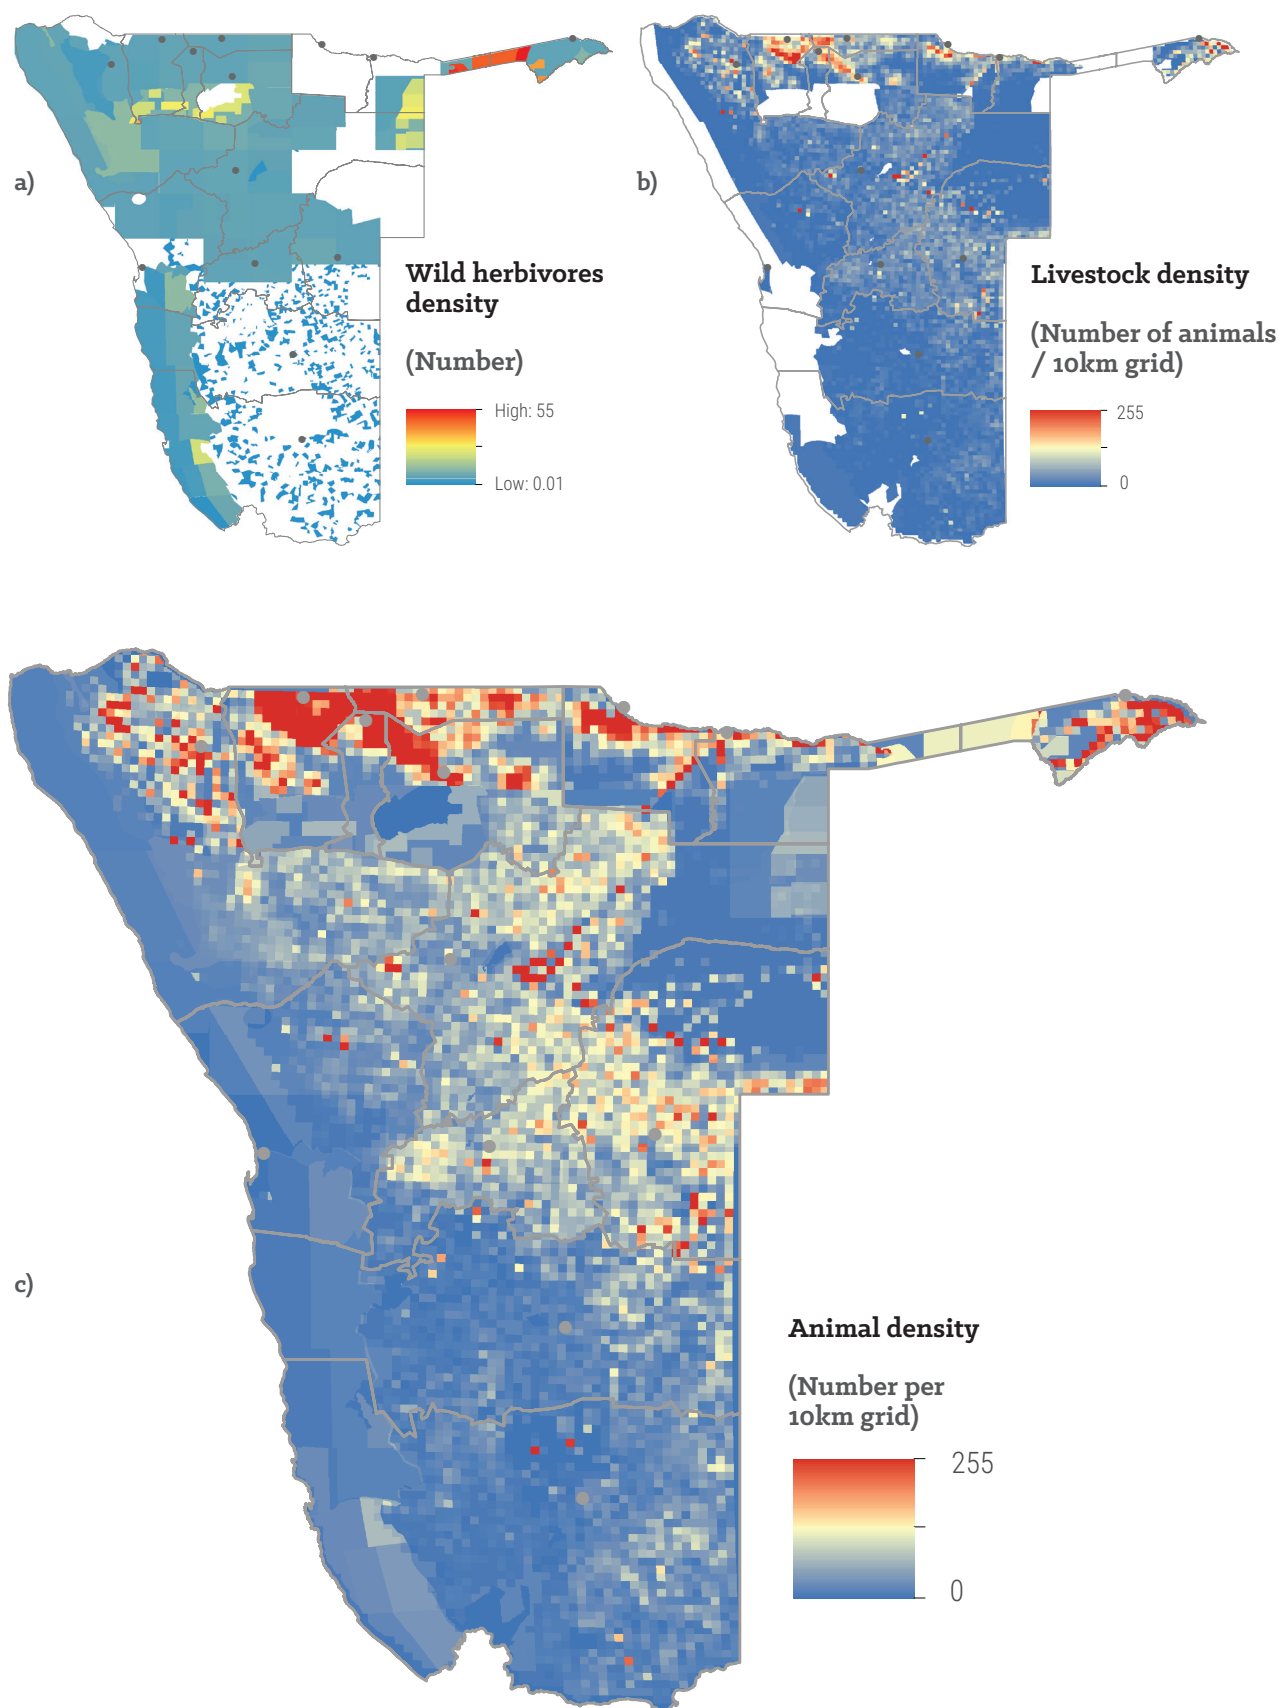 a)
Wild herbivores
density
(Number)
High: 55
Low: 0.01
b)
Livestock density
(Number of animals
/ 10km grid)
255
0
c)
Animal density
(Number per
10km grid)
255
0